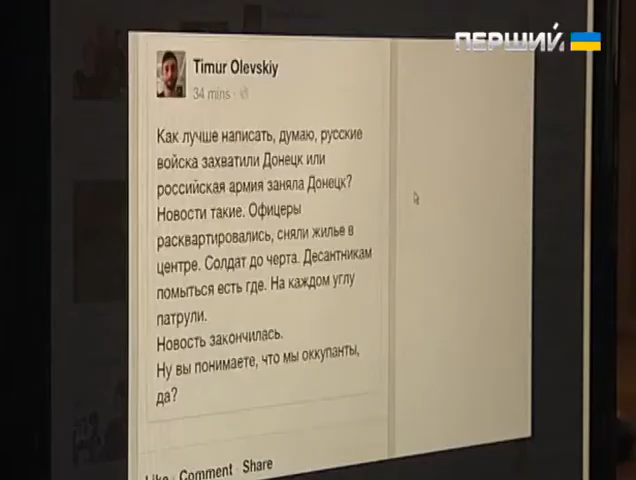 ПЕРШИЙ
Timur Olevskiy
34 mins ·
Как лучше написать, думаю, русские
войска захватили Донецк или
российская армия заняла Донецк?
Новости такие. Офицеры
расквартировались, сняли жилье в
центре. Солдат до черта. Десантникам
помыться есть где. На каждом углу
патрули.
Новость закончилась.
Ну вы понимаете, что мы оккупанты,
да?
Like · Comment · Share